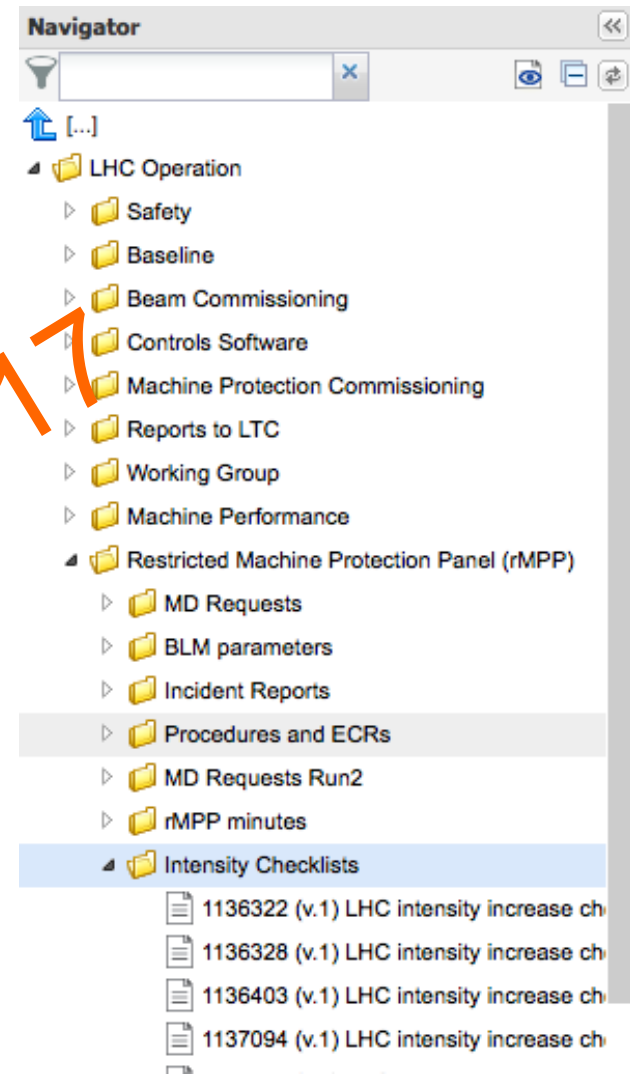 Navigator
[...]
LHC Operation
Safety
Baseline
Beam Commissioning
Controls Software
Machine Protection Commissioning
Reports to LTC
Working Group
Machine Performance
Restricted Machine Protection Panel (rMPP)
MD Requests
BLM parameters
Incident Reports
Procedures and ECRs
MD Requests Run2
rMPP minutes
Intensity Checklists
1136322 (v.1) LHC intensity increase ch
1136328 (v.1) LHC intensity increase ch
1136403 (v.1) LHC intensity increase ch
1137094 (v.1) LHC intensity increase ch
17